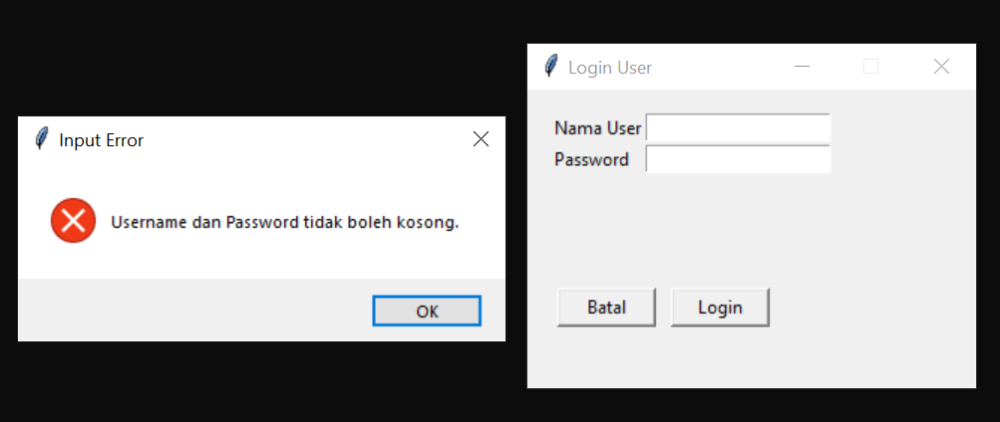 Input Error
Username dan Password tidak boleh kosong.
OK
Login User
Nama User
Password
Batal
Login